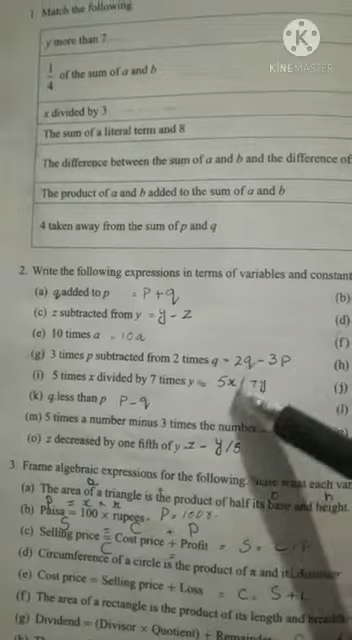 1. Match the following
KINEMASTER
y more than 7
1/4 of the sum of a and b
z divided by 3
The sum of a literal term and 8
The difference between the sum of a and b and the difference of
The product of a and b added to the sum of a and b
4 taken away from the sum of p and q
2. Write the following expressions in terms of variables and constant
(a) q added to p = p + q (b)
(c) z subtracted from y = y - z (d)
(e) 10 times a = 10a (f)
(g) 3 times p subtracted from 2 times q = 2q - 3p (h)
(i) 5 times x divided by 7 times y = 5x/7y (j)
(k) q less than p p - q (l)
(m) 5 times a number minus 3 times the number
(o) z decreased by one fifth of y. z - y/5
3. Frame algebraic expressions for the following. what each var
(a) The area of a triangle is the product of half its base and height.
(b) Paisa = 100 × rupees. P = 100
(c) Selling price = Cost price + Profit = S =
(d) Circumference of a circle is the product of π and its
(e) Cost price = Selling price + Loss = C = S + L
(f) The area of a rectangle is the product of its length and breadth
(g) Dividend = (Divisor × Quotient) + Remainder